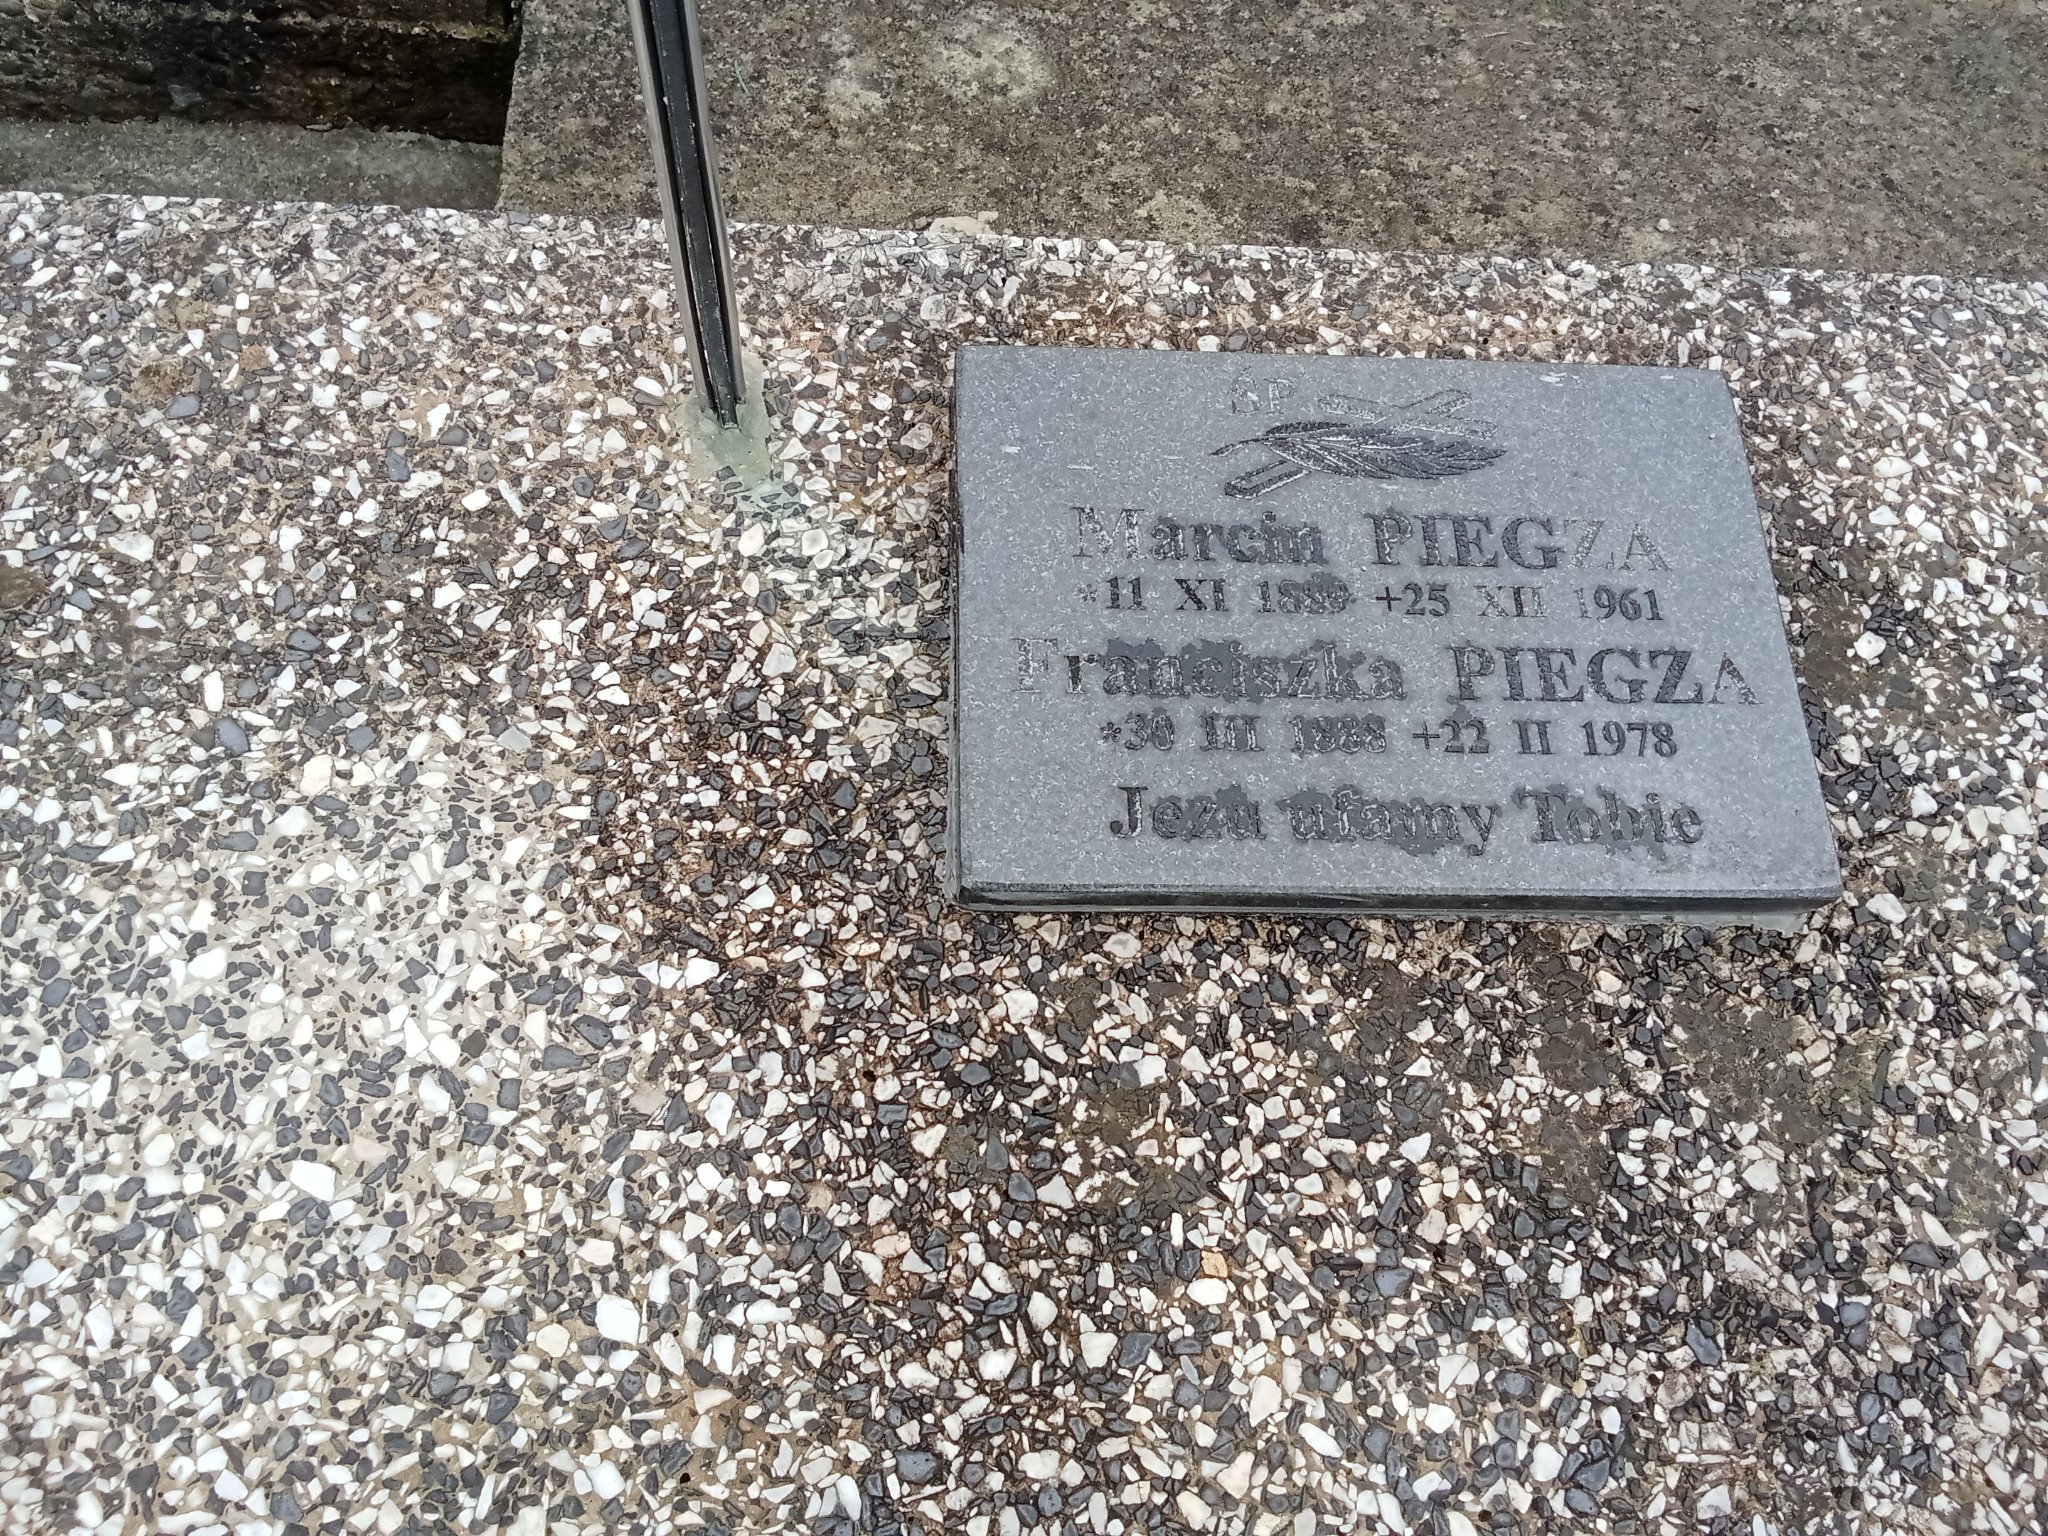 ŚP
Marcin PIEGZA
*11 XI 1889 +25 XII 1961
Franciszka PIEGZA
*30 III 1888 +22 II 1978
Jezu ufamy Tobie